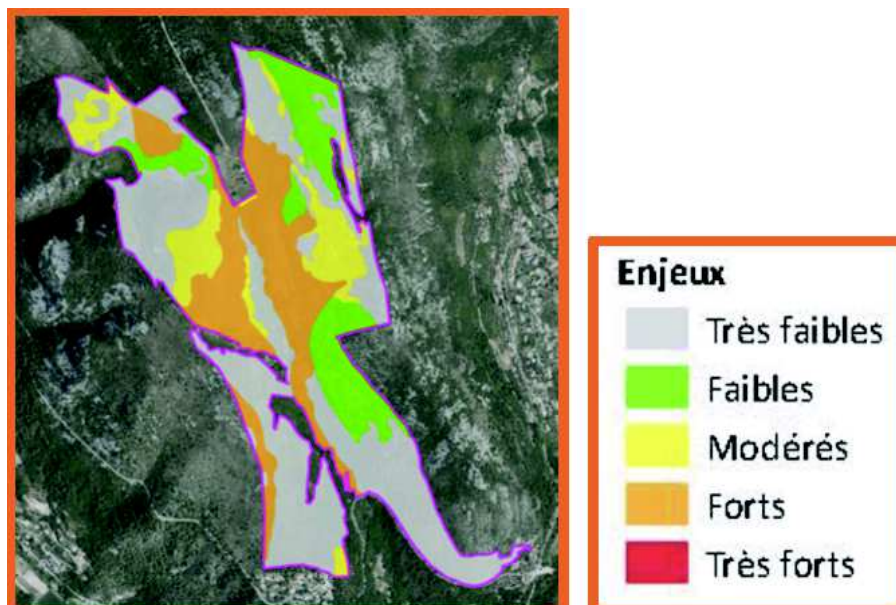 Enjeux
Très faibles
Faibles
Modérés
Forts
Très forts